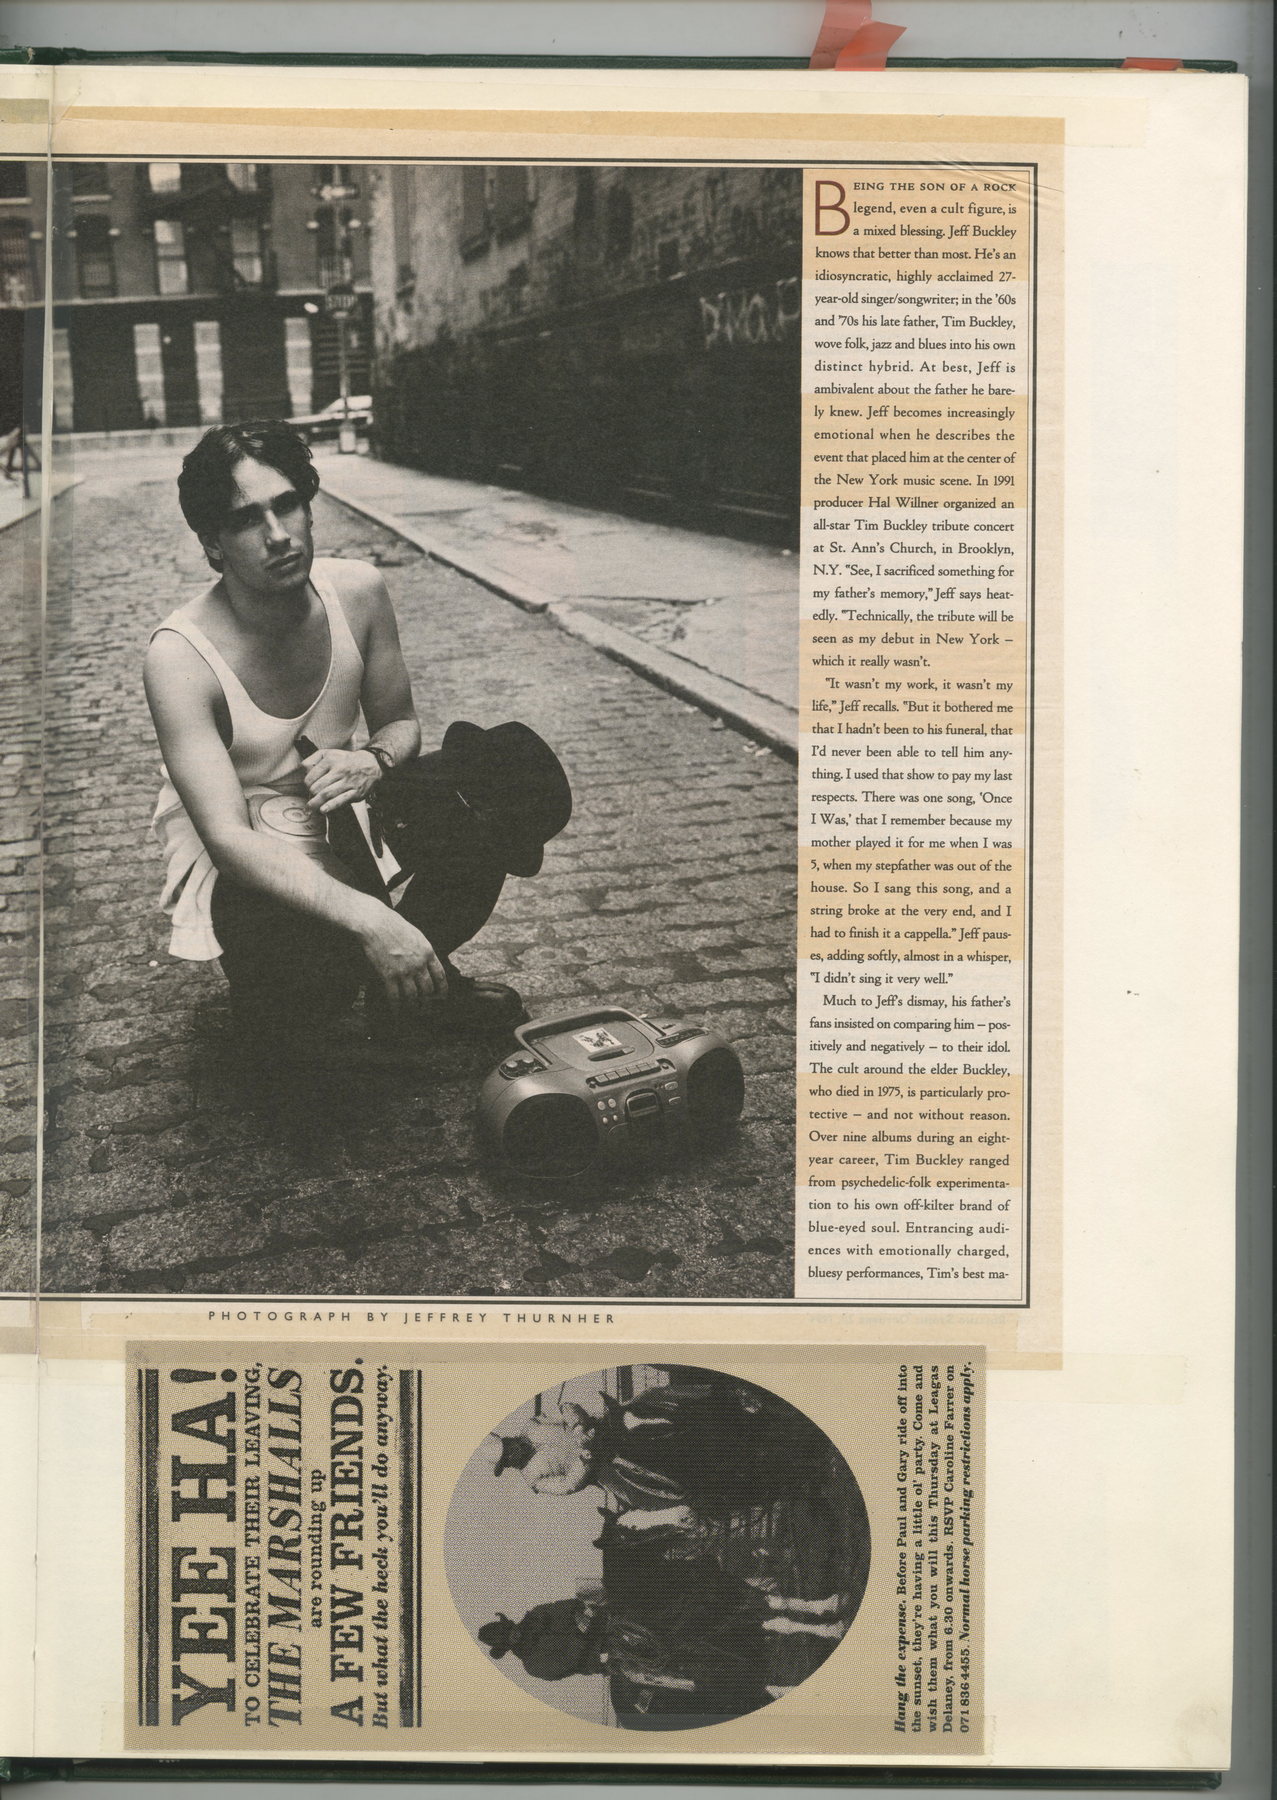 BEING THE SON OF A ROCK
legend, even a cult figure, is
a mixed blessing. Jeff Buckley
knows that better than most. He's an
idiosyncratic, highly acclaimed 27-
year-old singer/songwriter; in the '60s
and '70s his late father, Tim Buckley,
wove folk, jazz and blues into his own
distinct hybrid. At best, Jeff is
ambivalent about the father he bare-
ly knew. Jeff becomes increasingly
emotional when he describes the
event that placed him at the center of
the New York music scene. In 1991
producer Hal Willner organized an
all-star Tim Buckley tribute concert
at St. Ann's Church, in Brooklyn,
N.Y. "See, I sacrificed something for
my father's memory," Jeff says heat-
edly. "Technically, the tribute will be
seen as my debut in New York –
which it really wasn't.
"It wasn't my work, it wasn't my
life," Jeff recalls. "But it bothered me
that I hadn't been to his funeral, that
I'd never been able to tell him any-
thing. I used that show to pay my last
respects. There was one song, 'Once
I Was,' that I remember because my
mother played it for me when I was
5, when my stepfather was out of the
house. So I sang this song, and a
string broke at the very end, and I
had to finish it a cappella." Jeff paus-
es, adding softly, almost in a whisper,
"I didn't sing it very well."
Much to Jeff's dismay, his father's
fans insisted on comparing him – pos-
itively and negatively – to their idol.
The cult around the elder Buckley,
who died in 1975, is particularly pro-
tective – and not without reason.
Over nine albums during an eight-
year career, Tim Buckley ranged
from psychedelic-folk experimenta-
tion to his own off-kilter brand of
blue-eyed soul. Entrancing audi-
ences with emotionally charged,
bluesy performances, Tim's best ma-
PHOTOGRAPH BY JEFFREY THURNHER
YEE HA!
TO CELEBRATE THEIR LEAVING,
THE MARSHALLS
are rounding up
A FEW FRIENDS.
But what the heck you'll do anyway.
Hang the expense. Before Paul and Gary ride off into
the sunset, they're having a little ol' party. Come and
wish them what you will this Thursday at Leagas
Delaney, from 6.30 onwards. RSVP Caroline Farrer on
071 836 4455. Normal horse parking restrictions apply.